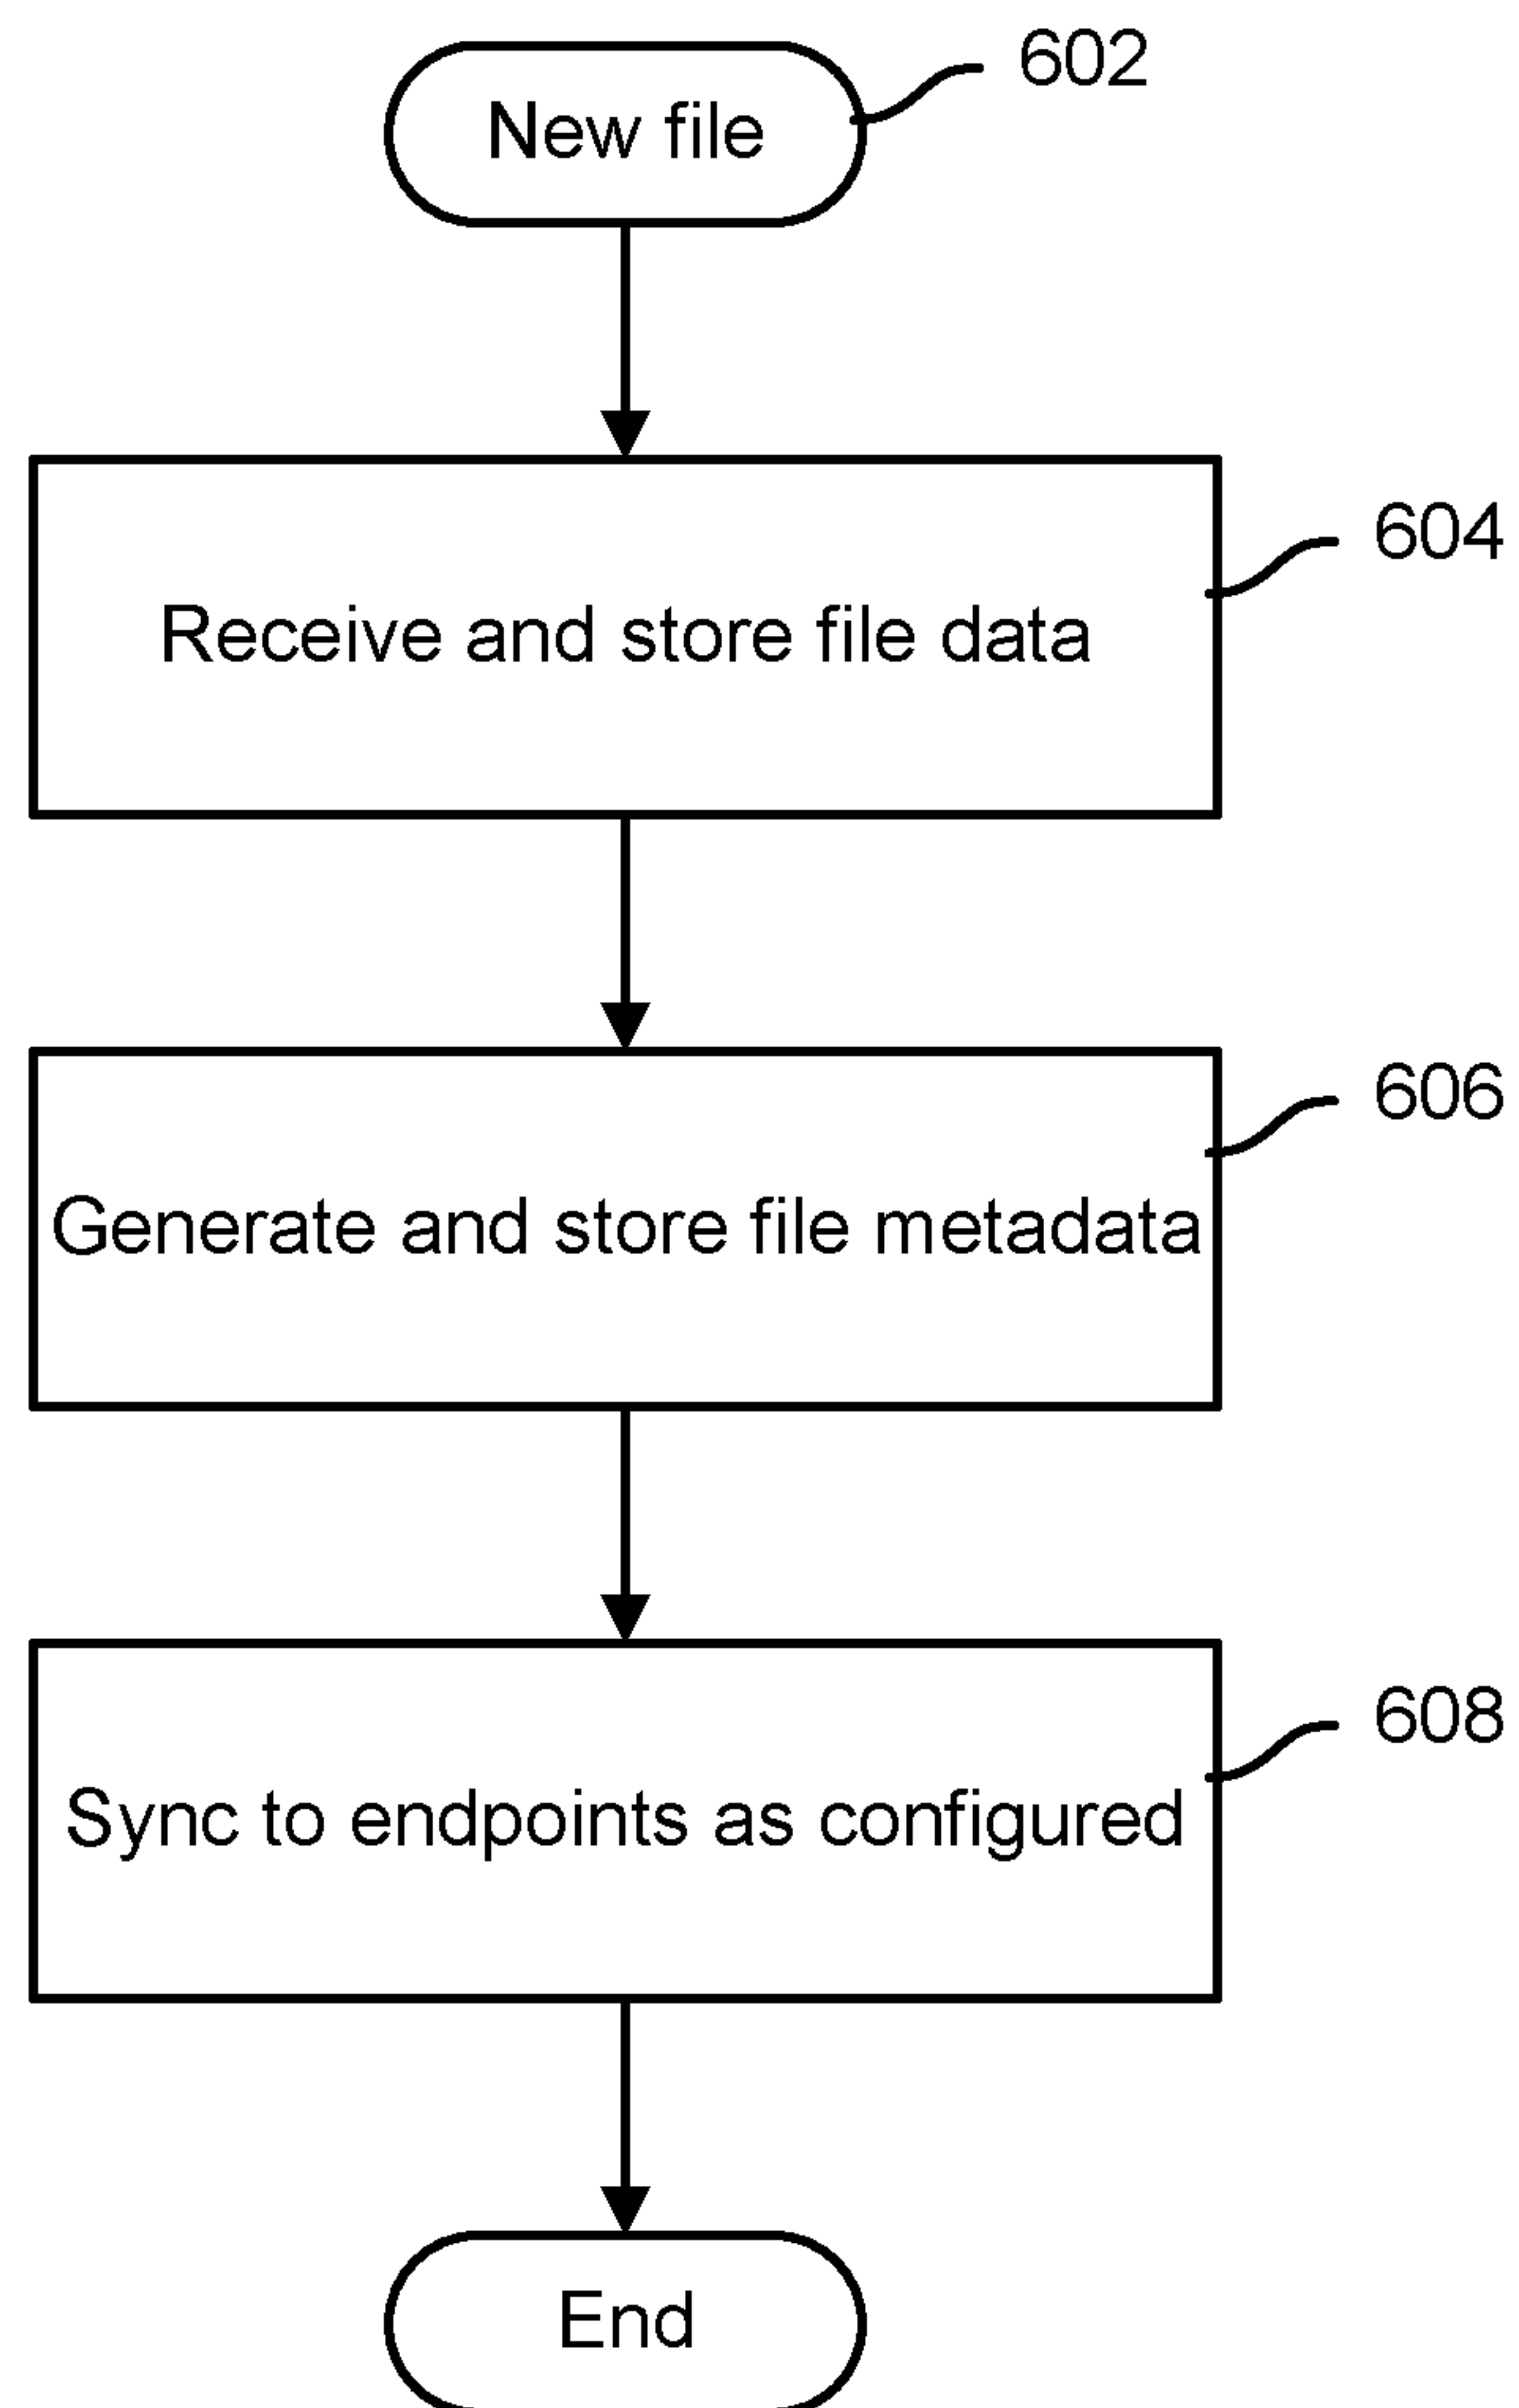 New file
602
Receive and store file data
604
Generate and store file metadata
606
Sync to endpoints as configured
608
End